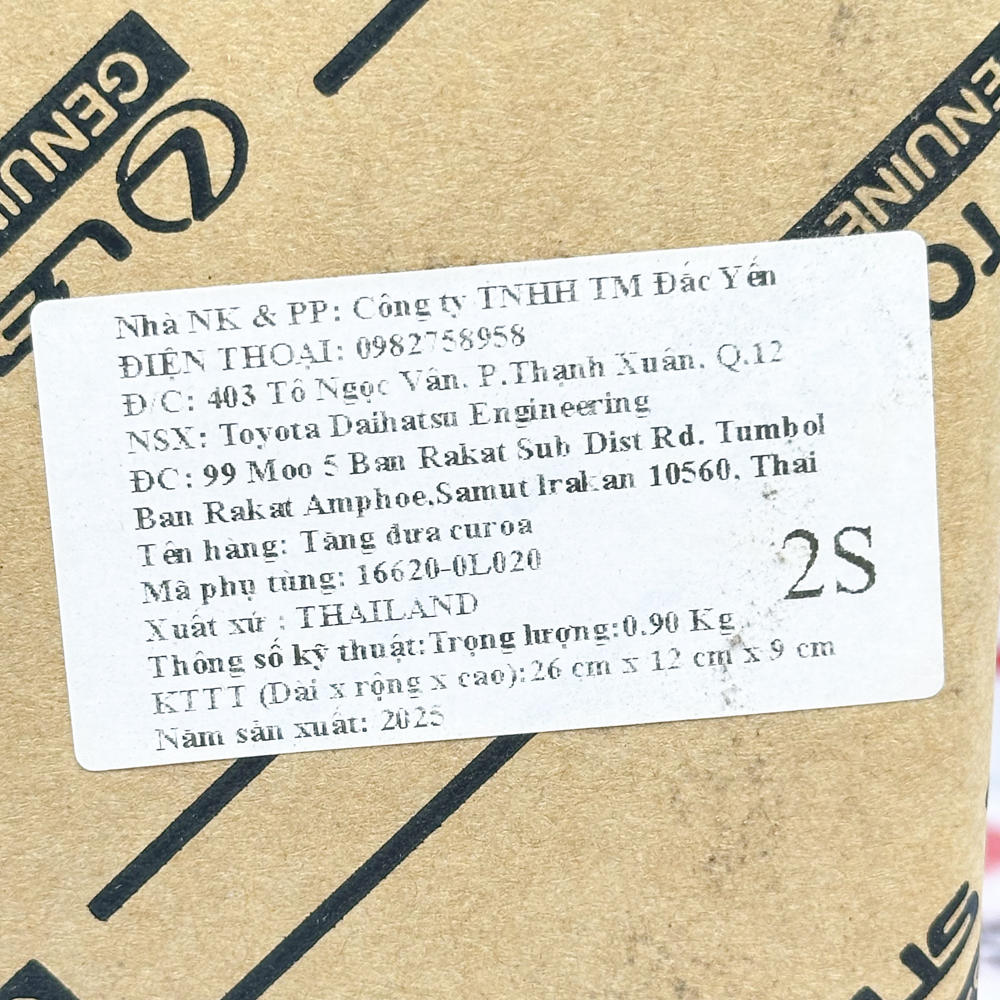 GENUINE
LE
GENUINE
TO
Nhà NK & PP: Công ty TNHH TM Đắc Yến
ĐIỆN THOẠI: 0982758958
Đ/C: 403 Tô Ngọc Vân. P.Thạnh Xuân. Q.12
NSX: Toyota Daihatsu Engineering
ĐC: 99 Moo 5 Ban Rakat Sub Dist Rd. Tumbol
Ban Rakat Amphoe.Samut Irakan 10560, Thai
Tên hàng: Tăng đưa curoa
Mã phụ tùng: 16620-0L020
Xuất xứ : THAILAND
2S
Thông số kỹ thuật:Trọng lượng:0.90 Kg
KTTT (Dài x rộng x cao):26 cm x 12 cm x 9 cm
Năm sản xuất: 2025